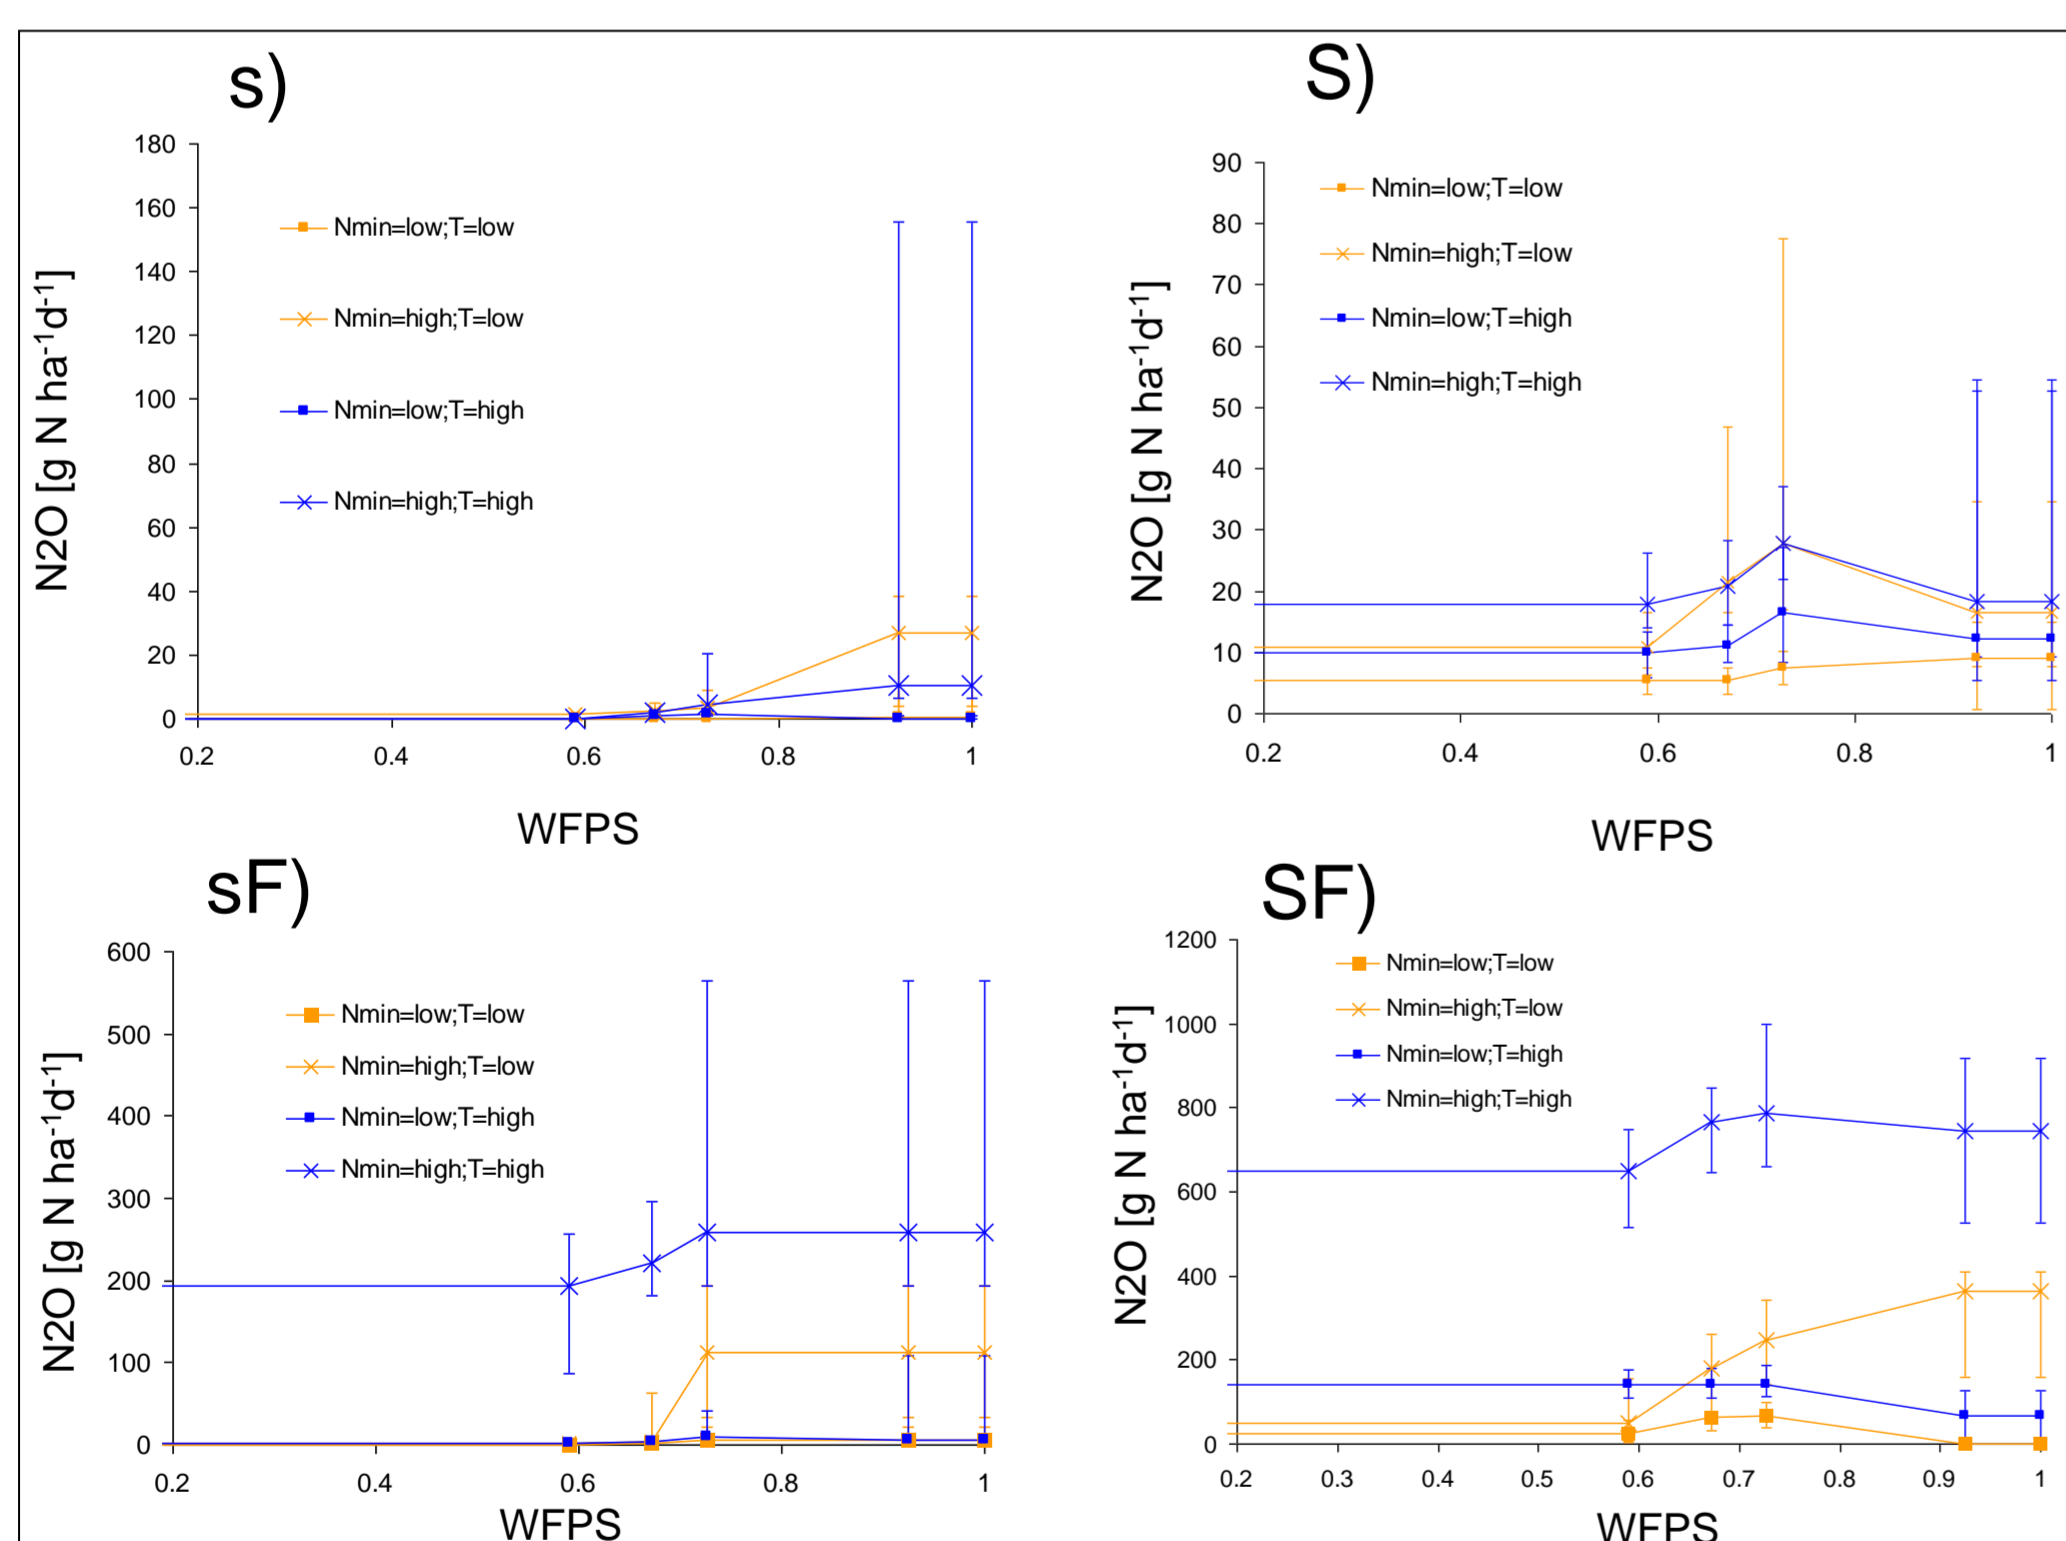 s)
180
160
140
120
100
80
60
40
20
0
0.2 0.4 0.6 0.8 1
N2O [g N ha-1d-1]
WFPS
Nmin=low;T=low
Nmin=high;T=low
Nmin=low;T=high
Nmin=high;T=high
S)
90
80
70
60
50
40
30
20
10
0
0.2 0.4 0.6 0.8 1
N2O [g N ha-1d-1]
WFPS
Nmin=low;T=low
Nmin=high;T=low
Nmin=low;T=high
Nmin=high;T=high
sF)
600
500
400
300
200
100
0
0.2 0.4 0.6 0.8 1
N2O [g N ha-1d-1]
WFPS
Nmin=low;T=low
Nmin=high;T=low
Nmin=low;T=high
Nmin=high;T=high
SF)
1200
1000
800
600
400
200
0
0.2 0.3 0.4 0.5 0.6 0.7 0.8 0.9 1
N2O [g N ha-1d-1]
WFPS
Nmin=low;T=low
Nmin=high;T=low
Nmin=low;T=high
Nmin=high;T=high